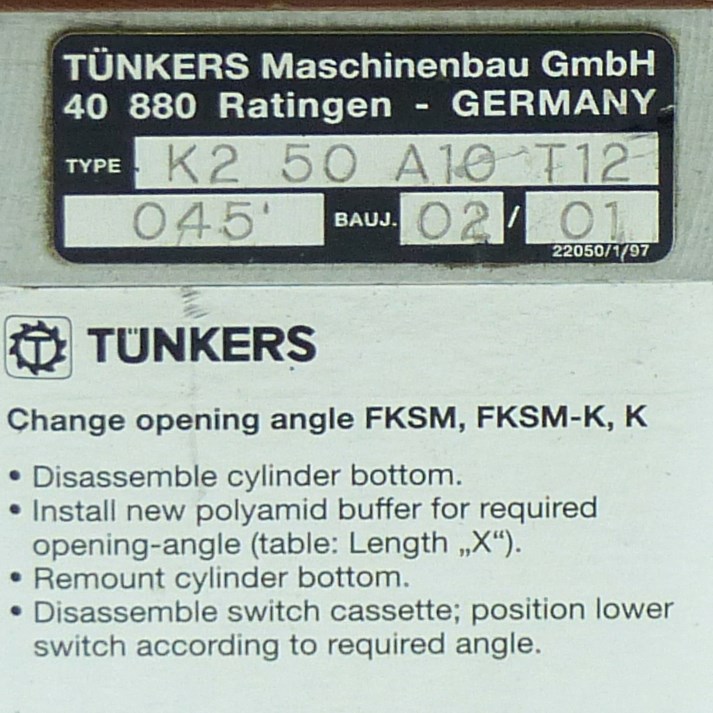 TÜNKERS Maschinenbau GmbH
40 880 Ratingen - GERMANY
TYPE K2 50 A10 T12
045' BAUJ. 02 / 01
22050/1/97
TÜNKERS
Change opening angle FKSM, FKSM-K, K
• Disassemble cylinder bottom.
• Install new polyamid buffer for required
opening-angle (table: Length „X“).
• Remount cylinder bottom.
• Disassemble switch cassette; position lower
switch according to required angle.